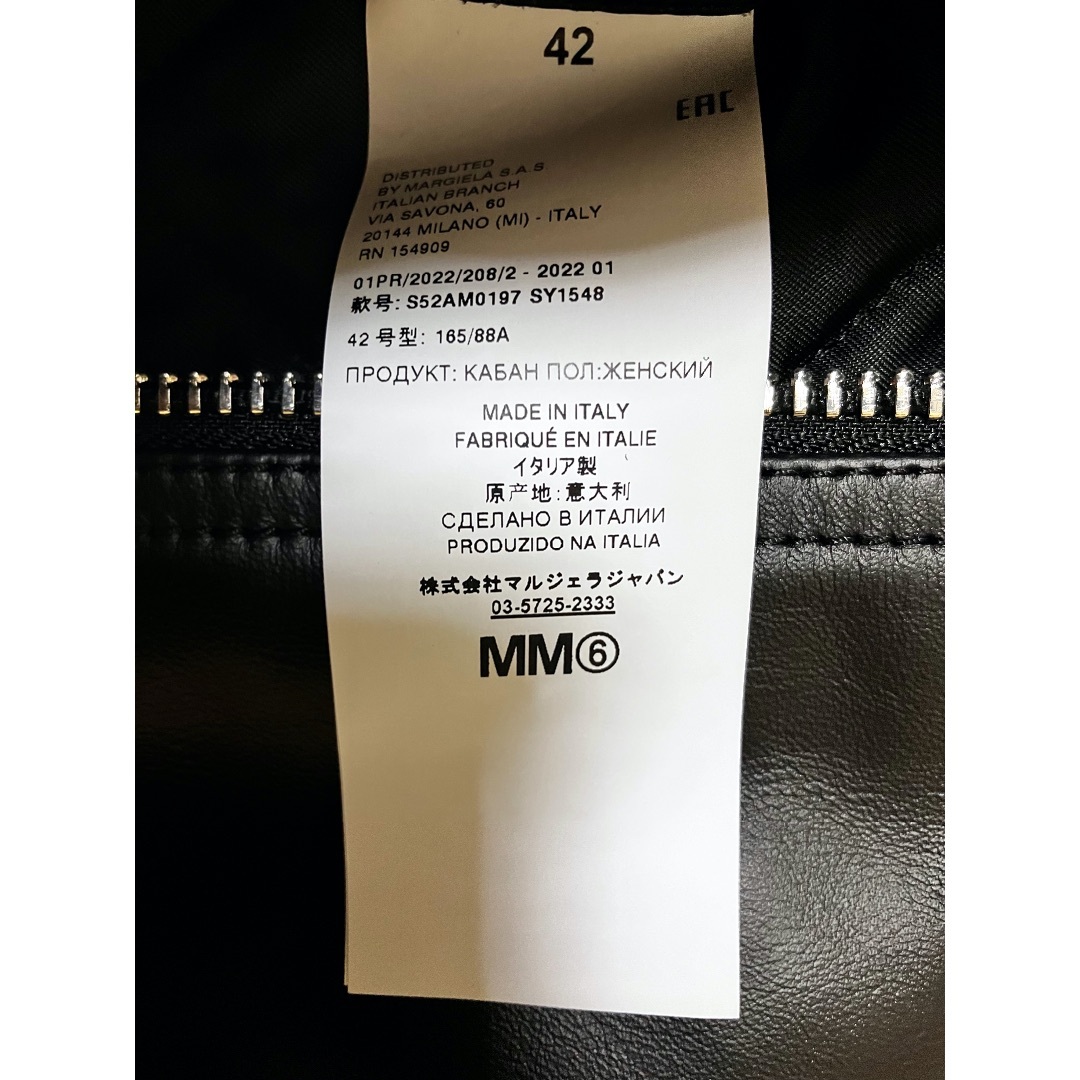 42
EAC
DISTRIBUTED
BY MARGIELA S.A.S.
ITALIAN BRANCH
VIA SAVONA, 60
20144 MILANO (MI) - ITALY
RN 154909
01PR/2022/208/2 - 2022 01
款号: S52AM0197 SY1548
42 号型: 165/88A
ПРОДУКТ: КАБАН ПОЛ:ЖЕНСКИЙ
MADE IN ITALY
FABRIQUÉ EN ITALIE
イタリア製
原产地:意大利
СДЕЛАНО В ИТАЛИИ
PRODUZIDO NA ITALIA
株式会社マルジェラジャパン
03-5725-2333
MM⑥